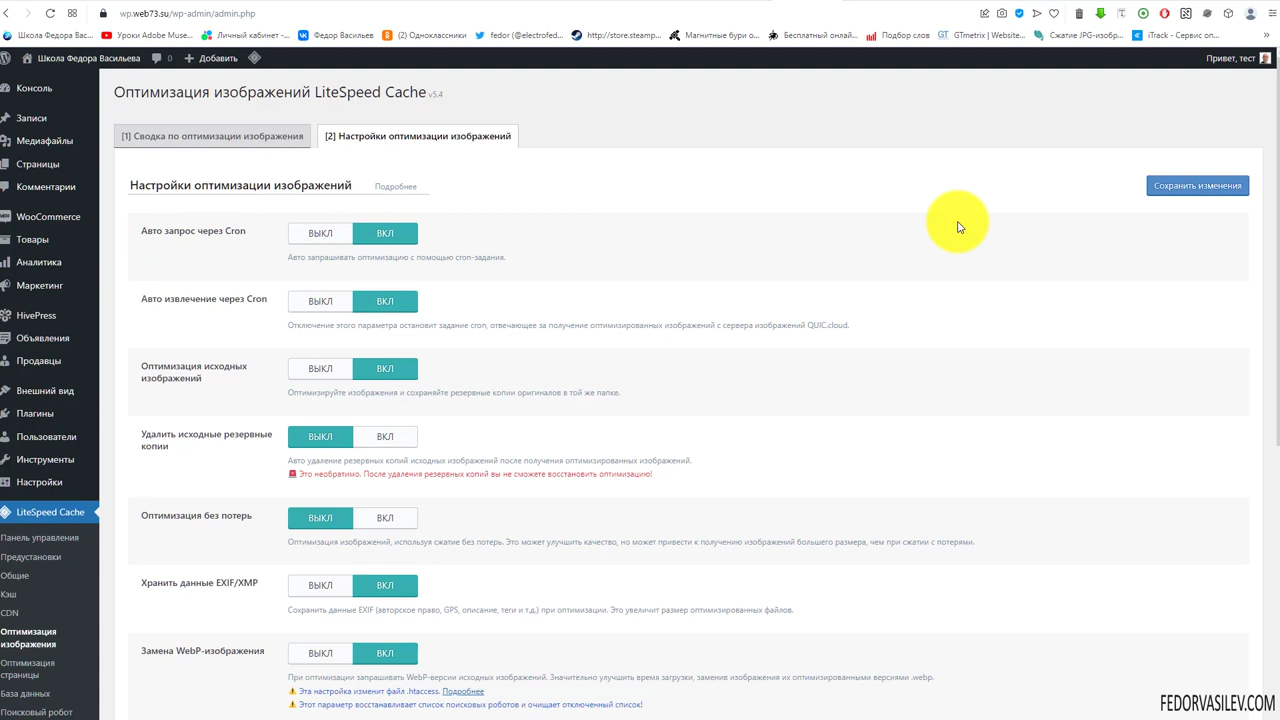 wp.web73.su/wp-admin/admin.php
Школа Федора Вас...
Уроки Adobe Muse...
Личный кабинет -...
Федор Васильев
(2) Одноклассники
fedor (@electrofed...
http://store.steamp...
Магнитные бури о...
Бесплатный онлай...
Подбор слов
GT GTmetrix | Website...
Сжатие JPG-изобр...
iTrack - Сервис оп...
Школа Федора Васильева
0
Добавить
Привет, тест
Консоль
Записи
Медиафайлы
Страницы
Комментарии
WooCommerce
Товары
Аналитика
Маркетинг
HivePress
Объявления
Продавцы
Внешний вид
Плагины
Пользователи
Инструменты
Настройки
LiteSpeed Cache
Панель управления
Предустановки
Общие
Кэш
CDN
Оптимизация
изображения
Оптимизация
страницы
База данных
Поисковый робот
Оптимизация изображений LiteSpeed Cache v5.4
[1] Сводка по оптимизации изображения
[2] Настройки оптимизации изображений
Настройки оптимизации изображений
Подробнее
Сохранить изменения
Авто запрос через Cron
ВЫКЛ ВКЛ
Авто запрашивать оптимизацию с помощью cron-задания.
Авто извлечение через Cron
ВЫКЛ ВКЛ
Отключение этого параметра остановит задание cron, отвечающее за получение оптимизированных изображений с сервера изображений QUIC.cloud.
Оптимизация исходных
изображений
ВЫКЛ ВКЛ
Оптимизируйте изображения и сохраняйте резервные копии оригиналов в той же папке.
Удалить исходные резервные
копии
ВЫКЛ ВКЛ
Авто удаление резервных копий исходных изображений после получения оптимизированных изображений.
Это необратимо. После удаления резервных копий вы не сможете восстановить оптимизацию!
Оптимизация без потерь
ВЫКЛ ВКЛ
Оптимизация изображений, используя сжатие без потерь. Это может улучшить качество, но может привести к получению изображений большего размера, чем при сжатии с потерями.
Хранить данные EXIF/XMP
ВЫКЛ ВКЛ
Сохранить данные EXIF (авторское право, GPS, описание, теги и т.д.) при оптимизации. Это увеличит размер оптимизированных файлов.
Замена WebP-изображения
ВЫКЛ ВКЛ
При оптимизации запрашивать WebP-версии исходных изображений. Значительно улучшить время загрузки, заменив изображения их оптимизированными версиями .webp.
Эта настройка изменит файл .htaccess. Подробнее
Этот параметр восстанавливает список поисковых роботов и очищает отключенный список!
FEDORVASILEV.COM